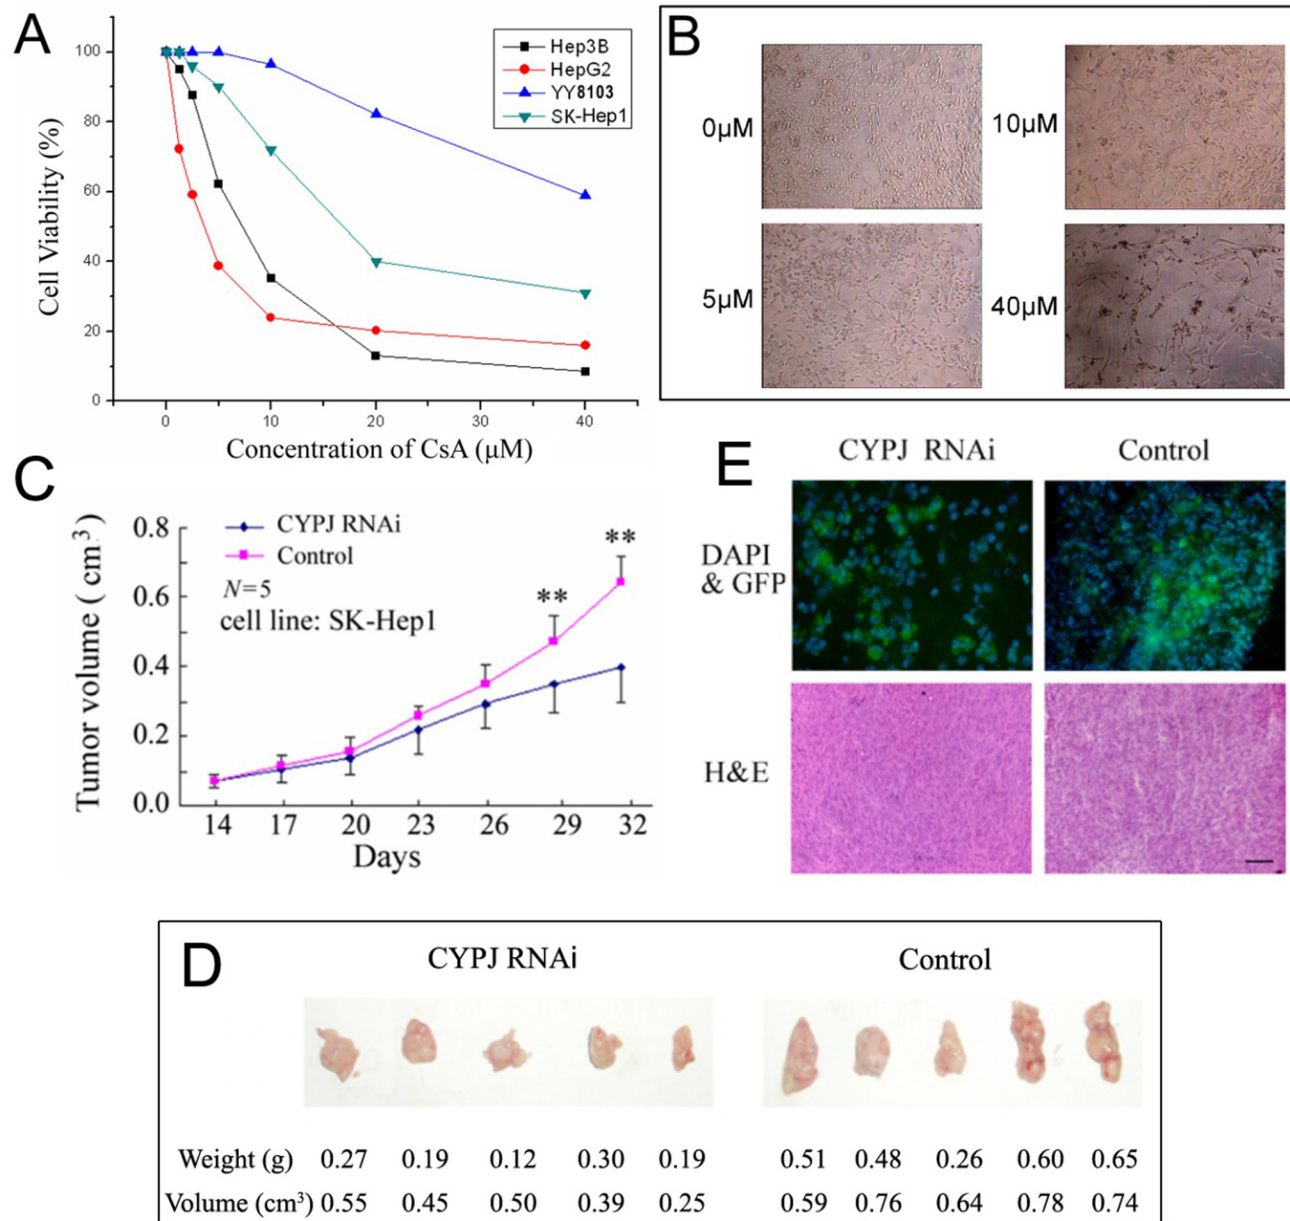 A
100
80
60
40
20
0
Cell Viability (%)
0 10 20 30 40
Concentration of CsA (μM)
Hep3B
HepG2
YY8103
SK-Hep1
B
0μM
10μM
5μM
40μM
C
Tumor volume ( cm³ )
0.8
0.6
0.4
0.2
0.0
CYPJ RNAi
Control
N=5
cell line: SK-Hep1
**
**
14 17 20 23 26 29 32
Days
E
CYPJ RNAi Control
DAPI
& GFP
H&E
D
CYPJ RNAi Control
Weight (g) 0.27 0.19 0.12 0.30 0.19 0.51 0.48 0.26 0.60 0.65
Volume (cm³) 0.55 0.45 0.50 0.39 0.25 0.59 0.76 0.64 0.78 0.74